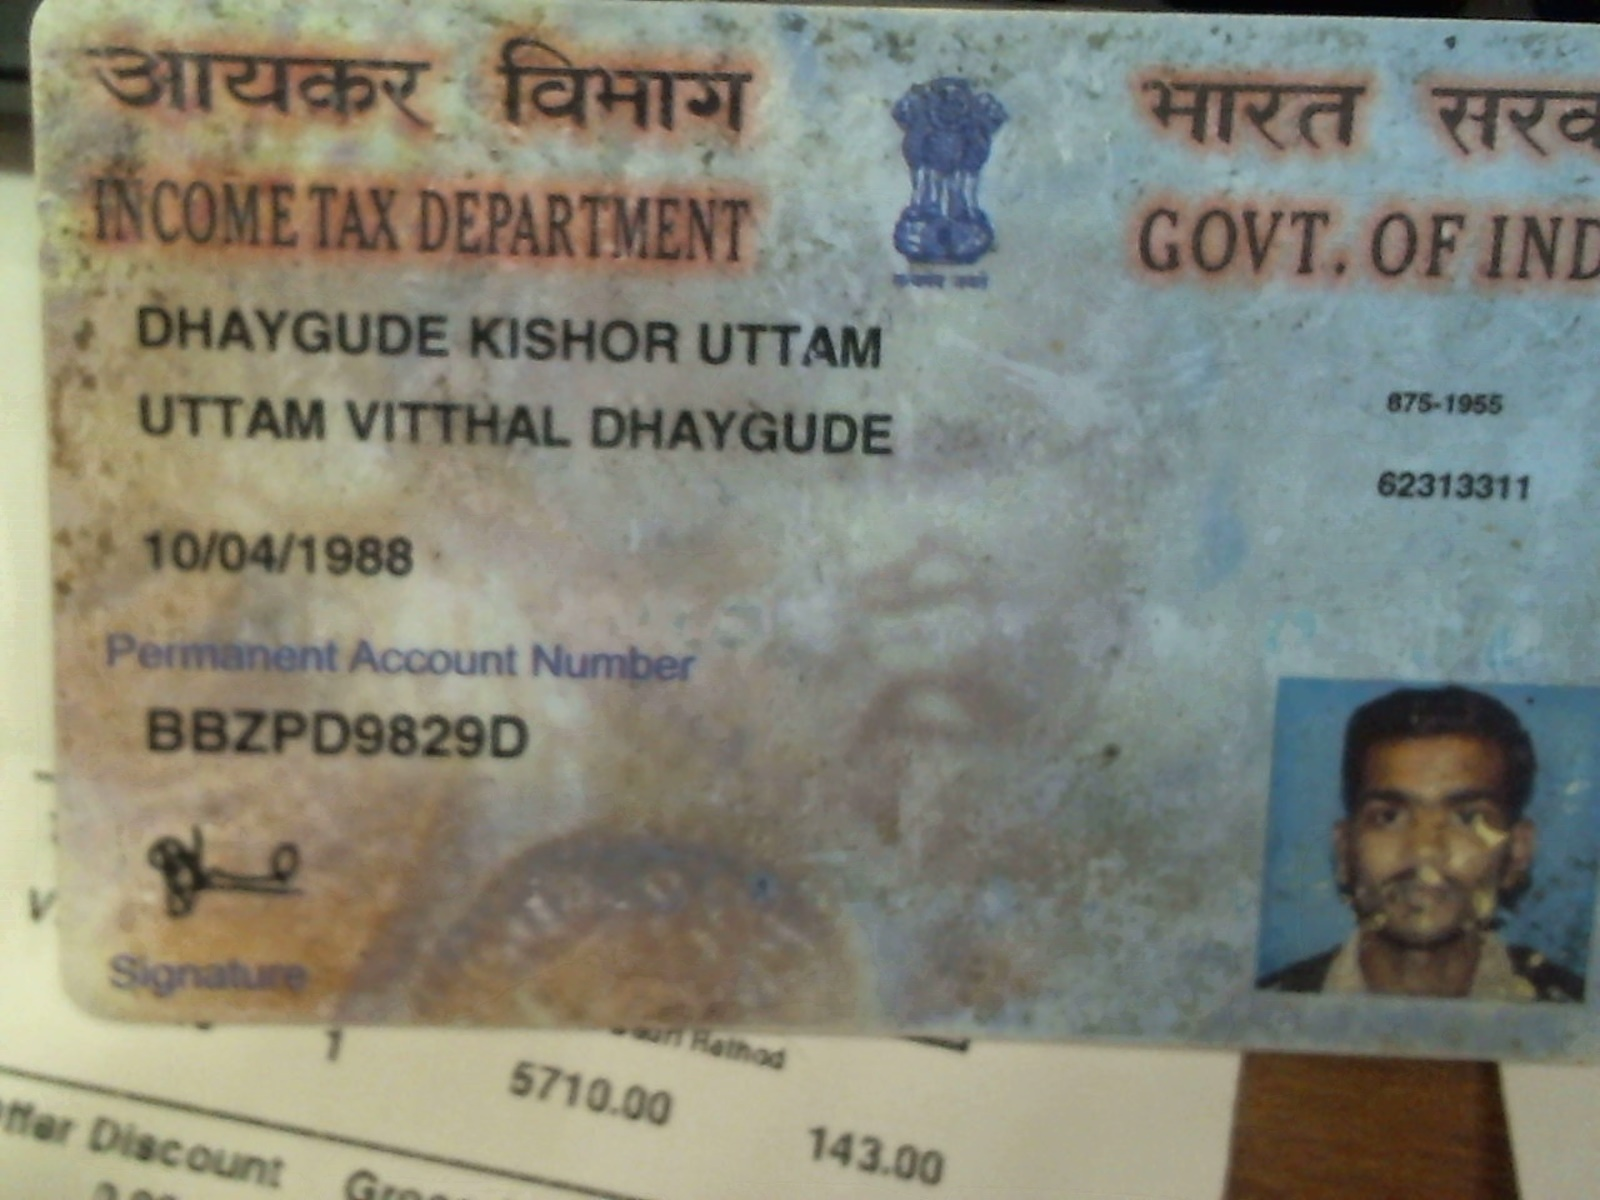 आयकर विभाग
INCOME TAX DEPARTMENT
भारत सरक
GOVT. OF IND
DHAYGUDE KISHOR UTTAM
UTTAM VITTHAL DHAYGUDE
875-1955
62313311
10/04/1988
Permanent Account Number
BBZPD9829D
Signature
Rathod
1
5710.00
143.00
Discount